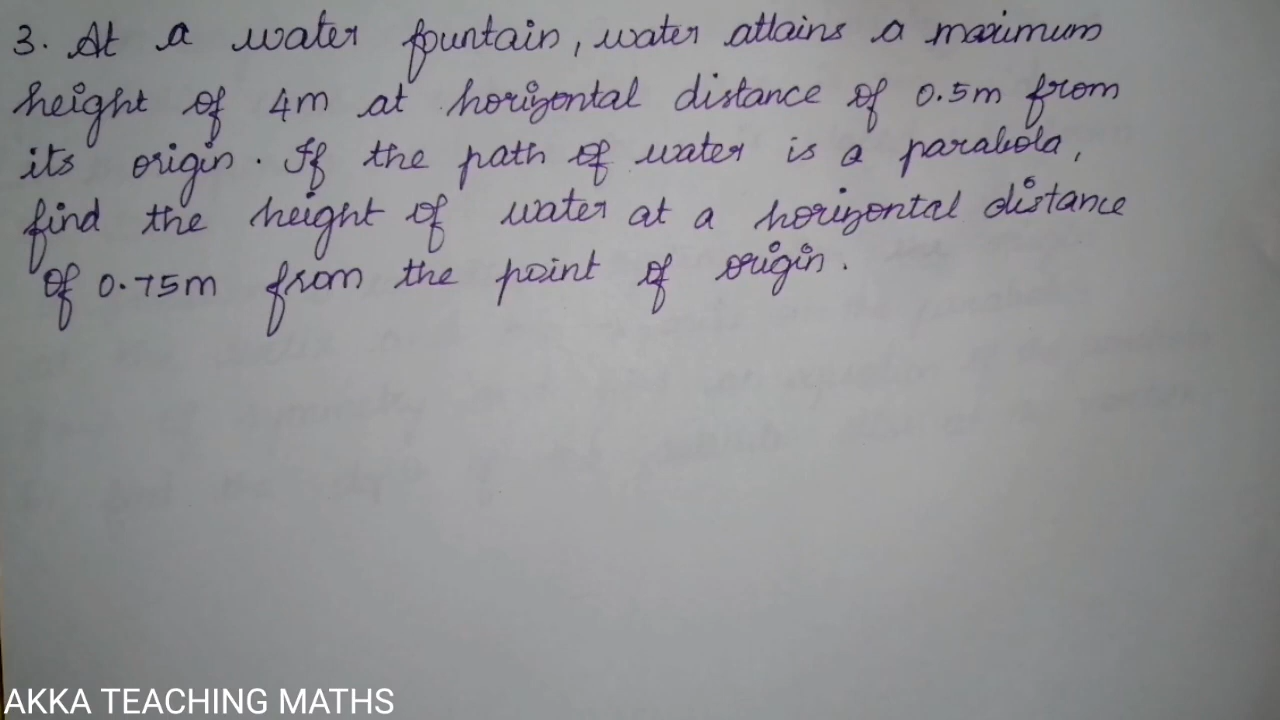 3. At a water fountain, water attains a maximum
height of 4m at horizontal distance of 0.5m from
its origin. If the path of water is a parabola,
find the height of water at a horizontal distance
of 0.75m from the point of origin.
AKKA TEACHING MATHS